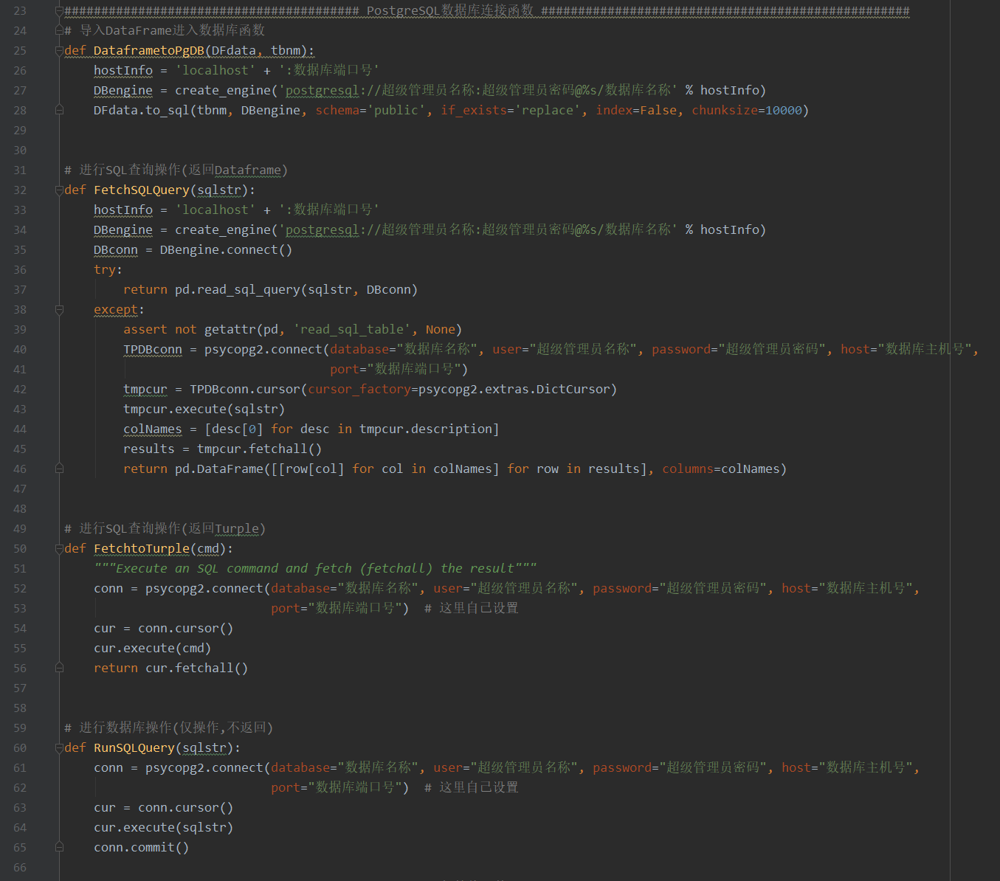 23 ######################################## PostgreSQL数据库连接函数 ##################################################
24 # 导入DataFrame进入数据库函数
25 def DataframetoPgDB(DFdata, tbnm):
26     hostInfo = 'localhost' + ':数据库端口号'
27     DBengine = create_engine('postgresql://超级管理员名称:超级管理员密码@%s/数据库名称' % hostInfo)
28     DFdata.to_sql(tbnm, DBengine, schema='public', if_exists='replace', index=False, chunksize=10000)
29
30
31 # 进行SQL查询操作(返回Dataframe)
32 def FetchSQLQuery(sqlstr):
33     hostInfo = 'localhost' + ':数据库端口号'
34     DBengine = create_engine('postgresql://超级管理员名称:超级管理员密码@%s/数据库名称' % hostInfo)
35     DBconn = DBengine.connect()
36     try:
37         return pd.read_sql_query(sqlstr, DBconn)
38     except:
39         assert not getattr(pd, 'read_sql_table', None)
40         TPDBconn = psycopg2.connect(database="数据库名称", user="超级管理员名称", password="超级管理员密码", host="数据库主机号",
41                                     port="数据库端口号")
42         tmpcur = TPDBconn.cursor(cursor_factory=psycopg2.extras.DictCursor)
43         tmpcur.execute(sqlstr)
44         colNames = [desc[0] for desc in tmpcur.description]
45         results = tmpcur.fetchall()
46         return pd.DataFrame([[row[col] for col in colNames] for row in results], columns=colNames)
47
48
49 # 进行SQL查询操作(返回Turple)
50 def FetchtoTurple(cmd):
51     """Execute an SQL command and fetch (fetchall) the result"""
52     conn = psycopg2.connect(database="数据库名称", user="超级管理员名称", password="超级管理员密码", host="数据库主机号",
53                             port="数据库端口号")  # 这里自己设置
54     cur = conn.cursor()
55     cur.execute(cmd)
56     return cur.fetchall()
57
58
59 # 进行数据库操作(仅操作,不返回)
60 def RunSQLQuery(sqlstr):
61     conn = psycopg2.connect(database="数据库名称", user="超级管理员名称", password="超级管理员密码", host="数据库主机号",
62                             port="数据库端口号")  # 这里自己设置
63     cur = conn.cursor()
64     cur.execute(sqlstr)
65     conn.commit()
66